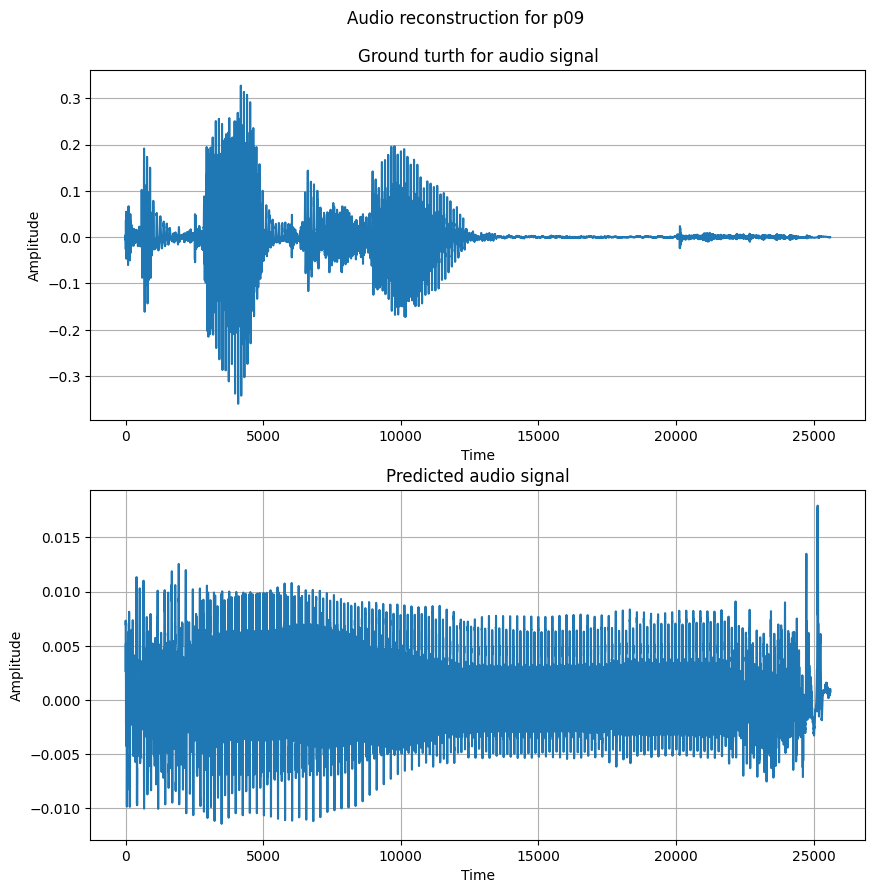 Audio reconstruction for p09
Ground turth for audio signal
0.3
0.2
0.1
0.0
−0.1
−0.2
−0.3
Amplitude
0 5000 10000 15000 20000 25000
Time
Predicted audio signal
0.015
0.010
0.005
0.000
−0.005
−0.010
Amplitude
0 5000 10000 15000 20000 25000
Time